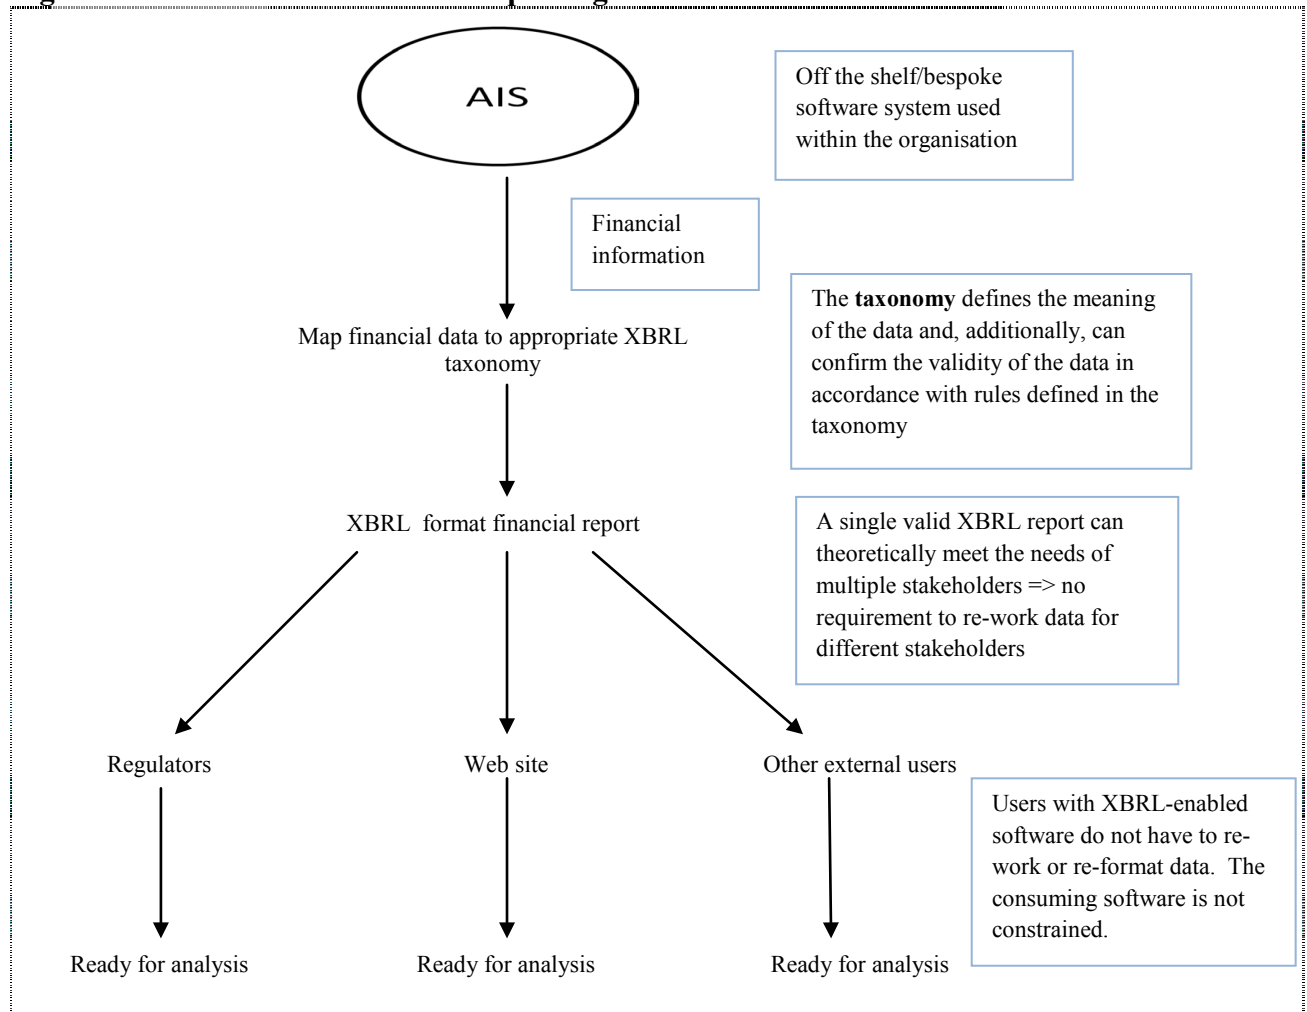 AIS
Off the shelf/bespoke
software system used
within the organisation
Financial
information
Map financial data to appropriate XBRL
taxonomy
The taxonomy defines the meaning
of the data and, additionally, can
confirm the validity of the data in
accordance with rules defined in the
taxonomy
XBRL format financial report
A single valid XBRL report can
theoretically meet the needs of
multiple stakeholders => no
requirement to re-work data for
different stakeholders
Regulators
Web site
Other external users
Users with XBRL-enabled
software do not have to re-
work or re-format data. The
consuming software is not
constrained.
Ready for analysis
Ready for analysis
Ready for analysis